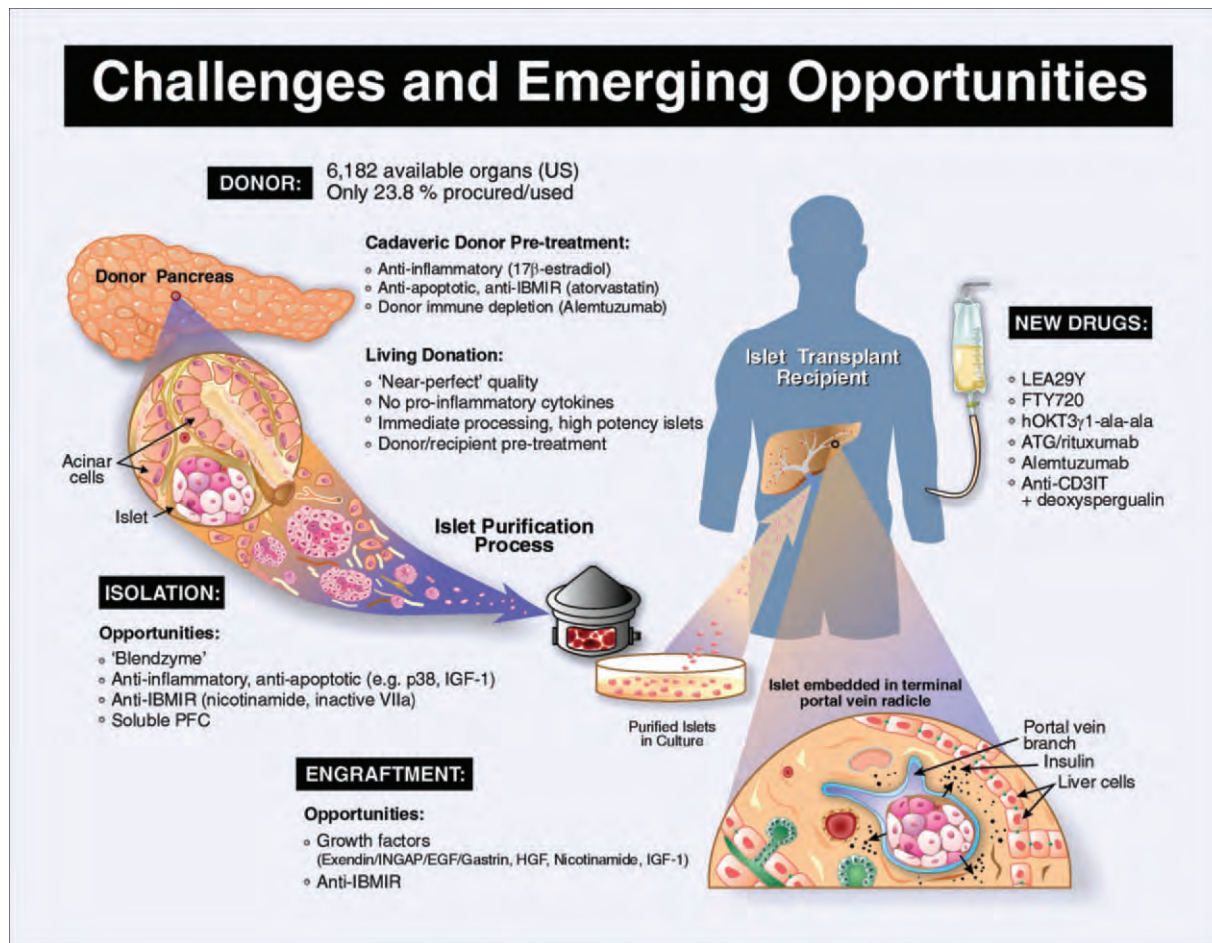 Challenges and Emerging Opportunities
DONOR:
6,182 available organs (US)
Only 23.8 % procured/used
Donor Pancreas
Cadaveric Donor Pre-treatment:
Anti-inflammatory (17β-estradiol)
Anti-apoptotic, anti-IBMIR (atorvastatin)
Donor immune depletion (Alemtuzumab)
Living Donation:
'Near-perfect' quality
No pro-inflammatory cytokines
Immediate processing, high potency islets
Donor/recipient pre-treatment
Acinar
cells
Islet
Islet Purification
Process
Islet Transplant
Recipient
NEW DRUGS:
LEA29Y
FTY720
hOKT3γ1-ala-ala
ATG/rituxumab
Alemtuzumab
Anti-CD3IT
+ deoxyspergualin
ISOLATION:
Opportunities:
'Blendzyme'
Anti-inflammatory, anti-apoptotic (e.g. p38, IGF-1)
Anti-IBMIR (nicotinamide, inactive VIIa)
Soluble PFC
Purified Islets
in Culture
Islet embedded in terminal
portal vein radicle
Portal vein
branch
Insulin
Liver cells
ENGRAFTMENT:
Opportunities:
Growth factors
(Exendin/INGAP/EGF/Gastrin, HGF, Nicotinamide, IGF-1)
Anti-IBMIR